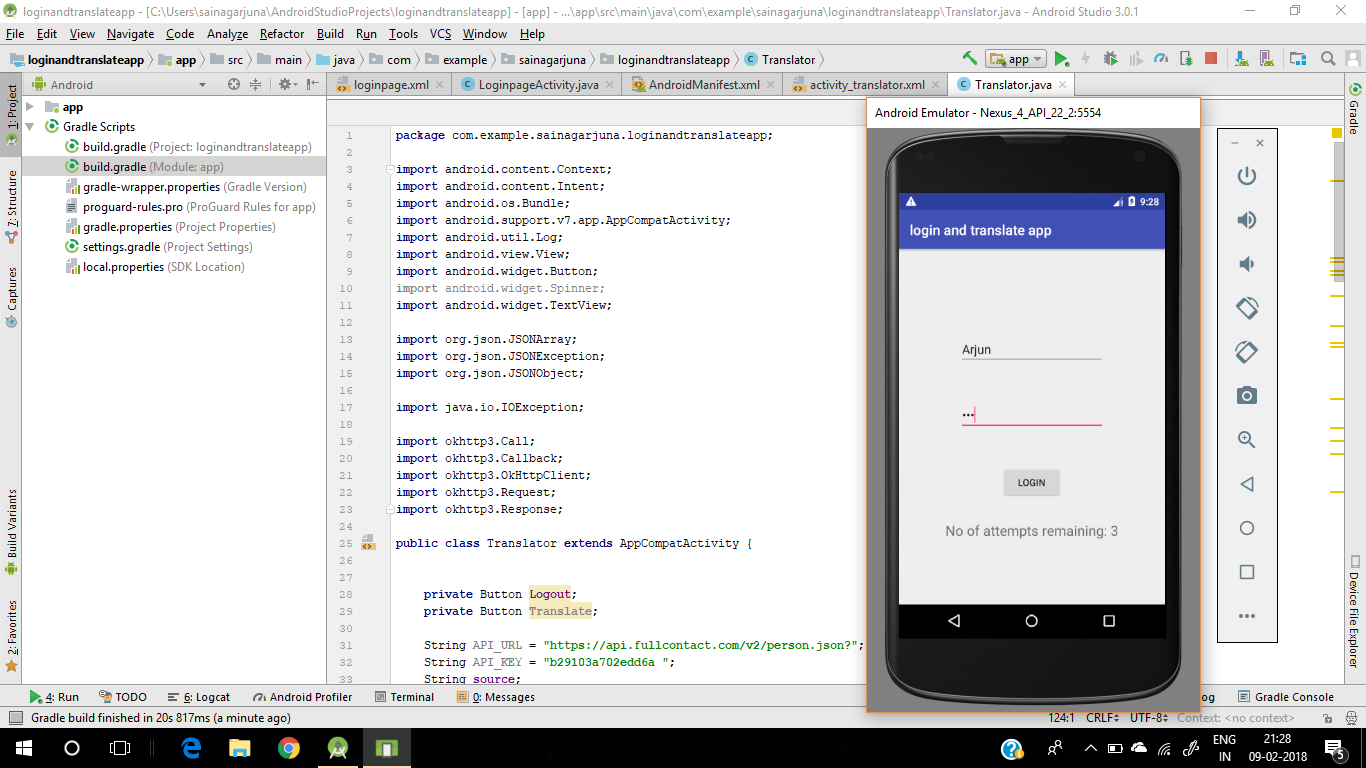 loginandtranslateapp - [C:\Users\sainagarjuna\AndroidStudioProjects\loginandtranslateapp] - [app] - ...\app\src\main\java\com\example\sainagarjuna\loginandtranslateapp\Translator.java - Android Studio 3.0.1
File Edit View Navigate Code Analyze Refactor Build Run Tools VCS Window Help
loginandtranslateapp app src main java com example sainagarjuna loginandtranslateapp Translator
app
Android
loginpage.xml LoginpageActivity.java AndroidManifest.xml activity_translator.xml Translator.java
1: Project
7: Structure
Captures
Build Variants
2: Favorites
app
Gradle Scripts
build.gradle (Project: loginandtranslateapp)
build.gradle (Module: app)
gradle-wrapper.properties (Gradle Version)
proguard-rules.pro (ProGuard Rules for app)
gradle.properties (Project Properties)
settings.gradle (Project Settings)
local.properties (SDK Location)
1 package com.example.sainagarjuna.loginandtranslateapp;
2
3 import android.content.Context;
4 import android.content.Intent;
5 import android.os.Bundle;
6 import android.support.v7.app.AppCompatActivity;
7 import android.util.Log;
8 import android.view.View;
9 import android.widget.Button;
10 import android.widget.Spinner;
11 import android.widget.TextView;
12
13 import org.json.JSONArray;
14 import org.json.JSONException;
15 import org.json.JSONObject;
16
17 import java.io.IOException;
18
19 import okhttp3.Call;
20 import okhttp3.Callback;
21 import okhttp3.OkHttpClient;
22 import okhttp3.Request;
23 import okhttp3.Response;
24
25 public class Translator extends AppCompatActivity {
26
28 private Button Logout;
29 private Button Translate;
30
31 String API_URL = "https://api.fullcontact.com/v2/person.json?";
32 String API_KEY = "b29103a702edd6a ";
33 String source;
Android Emulator - Nexus_4_API_22_2:5554
9:28
login and translate app
Arjun
LOGIN
No of attempts remaining: 3
Gradle
Device File Explorer
4: Run TODO 6: Logcat Android Profiler Terminal 0: Messages
og Gradle Console
Gradle build finished in 20s 817ms (a minute ago)
124:1 CRLF UTF-8 Context: <no context>
ENG
IN
21:28
09-02-2018
5